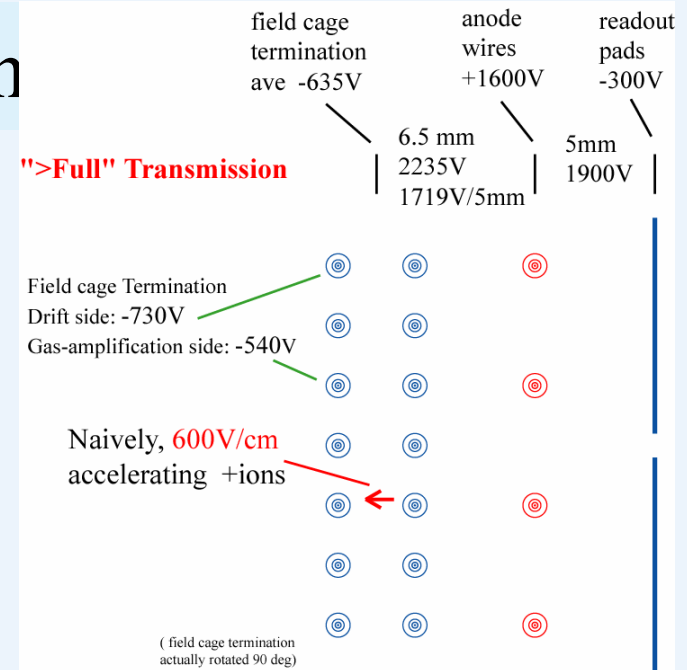 field cage
termination
ave -635V
anode
wires
+1600V
readout
pads
-300V
">Full" Transmission
6.5 mm
2235V
1719V/5mm
5mm
1900V
Field cage Termination
Drift side: -730V
Gas-amplification side: -540V
Naively, 600V/cm
accelerating +ions
( field cage termination
actually rotated 90 deg)